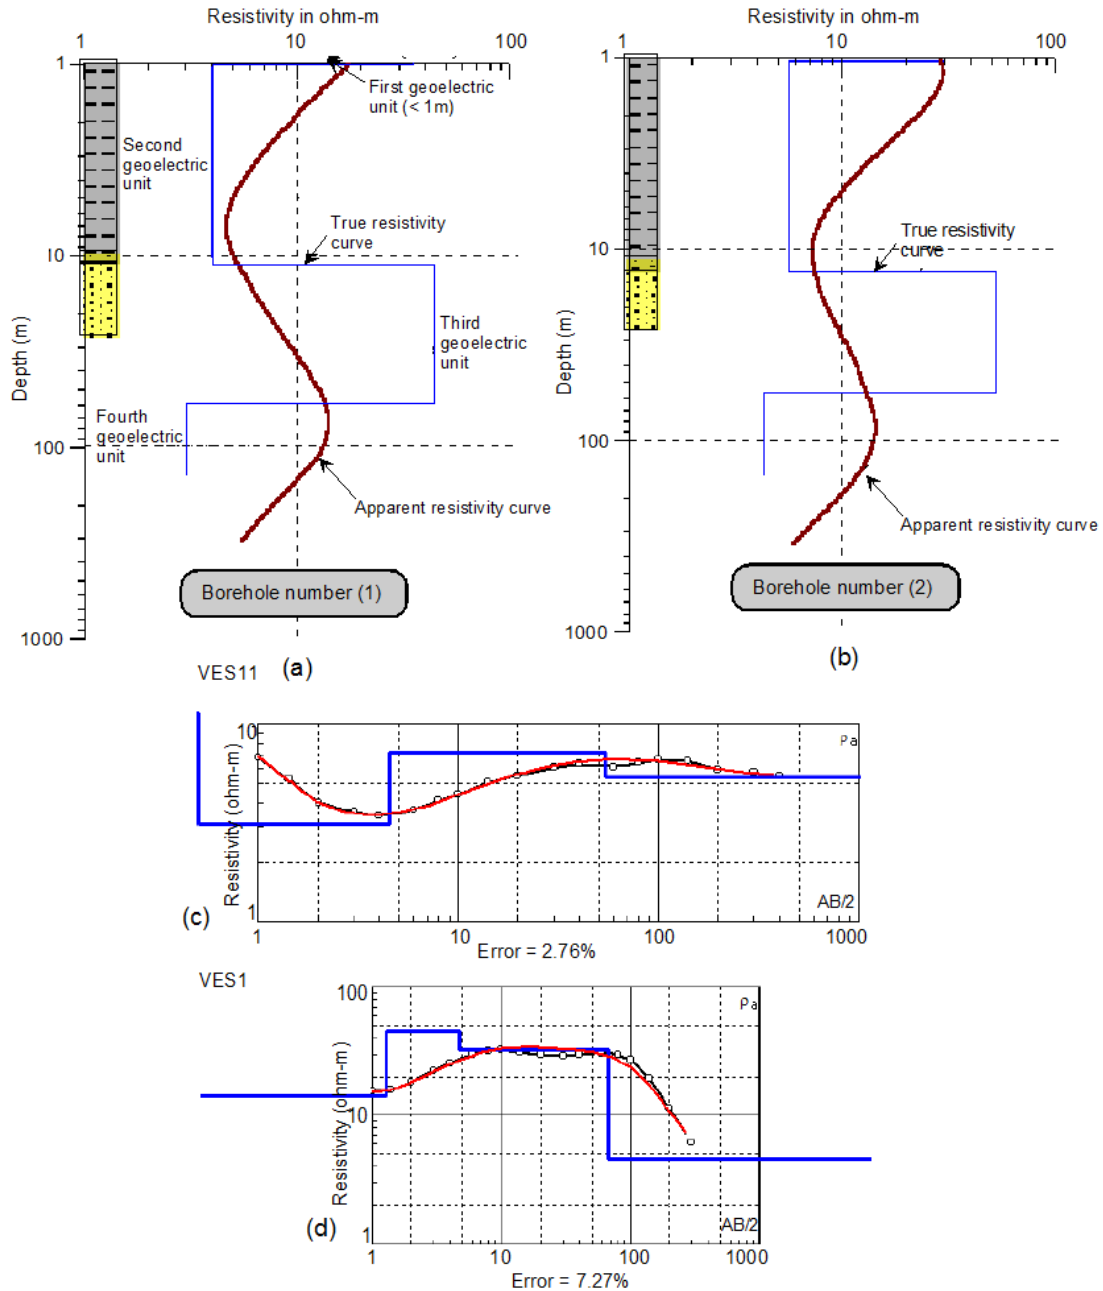 Resistivity in ohm-m
1 10 100
1
First geoelectric
unit (< 1m)
Second
geoelectric
unit
True resistivity
curve
10
Third
geoelectric
unit
Depth (m)
Fourth
geoelectric
unit
100
Apparent resistivity curve
Borehole number (1)
1000
(a)
Resistivity in ohm-m
1 10 100
1
True resistivity
curve
10
Depth (m)
100
Apparent resistivity curve
Borehole number (2)
1000
(b)
VES11
10
ρa
Resistivity (ohm-m)
AB/2
1
(c)
1 10 100 1000
Error = 2.76%
VES1
100
ρa
Resistivity (ohm-m )
10
AB/2
1
(d)
1 10 100 1000
Error = 7.27%